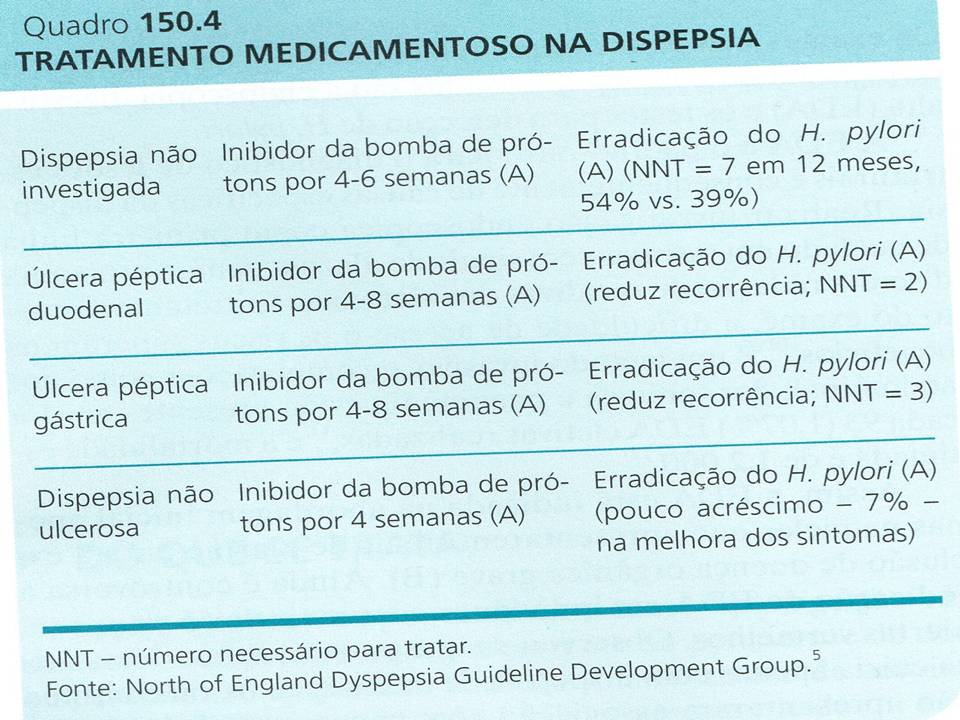 Quadro 150.4
TRATAMENTO MEDICAMENTOSO NA DISPEPSIA
Dispepsia não investigada
Inibidor da bomba de pró-
tons por 4-6 semanas (A)
Erradicação do H. pylori
(A) (NNT = 7 em 12 meses,
54% vs. 39%)
Úlcera péptica
duodenal
Inibidor da bomba de pró-
tons por 4-8 semanas (A)
Erradicação do H. pylori (A)
(reduz recorrência; NNT = 2)
Úlcera péptica
gástrica
Inibidor da bomba de pró-
tons por 4-8 semanas (A)
Erradicação do H. pylori (A)
(reduz recorrência; NNT = 3)
Dispepsia não
ulcerosa
Inibidor da bomba de pró-
tons por 4 semanas (A)
Erradicação do H. pylori (A)
(pouco acréscimo – 7% –
na melhora dos sintomas)
NNT – número necessário para tratar.
Fonte: North of England Dyspepsia Guideline Development Group.⁵